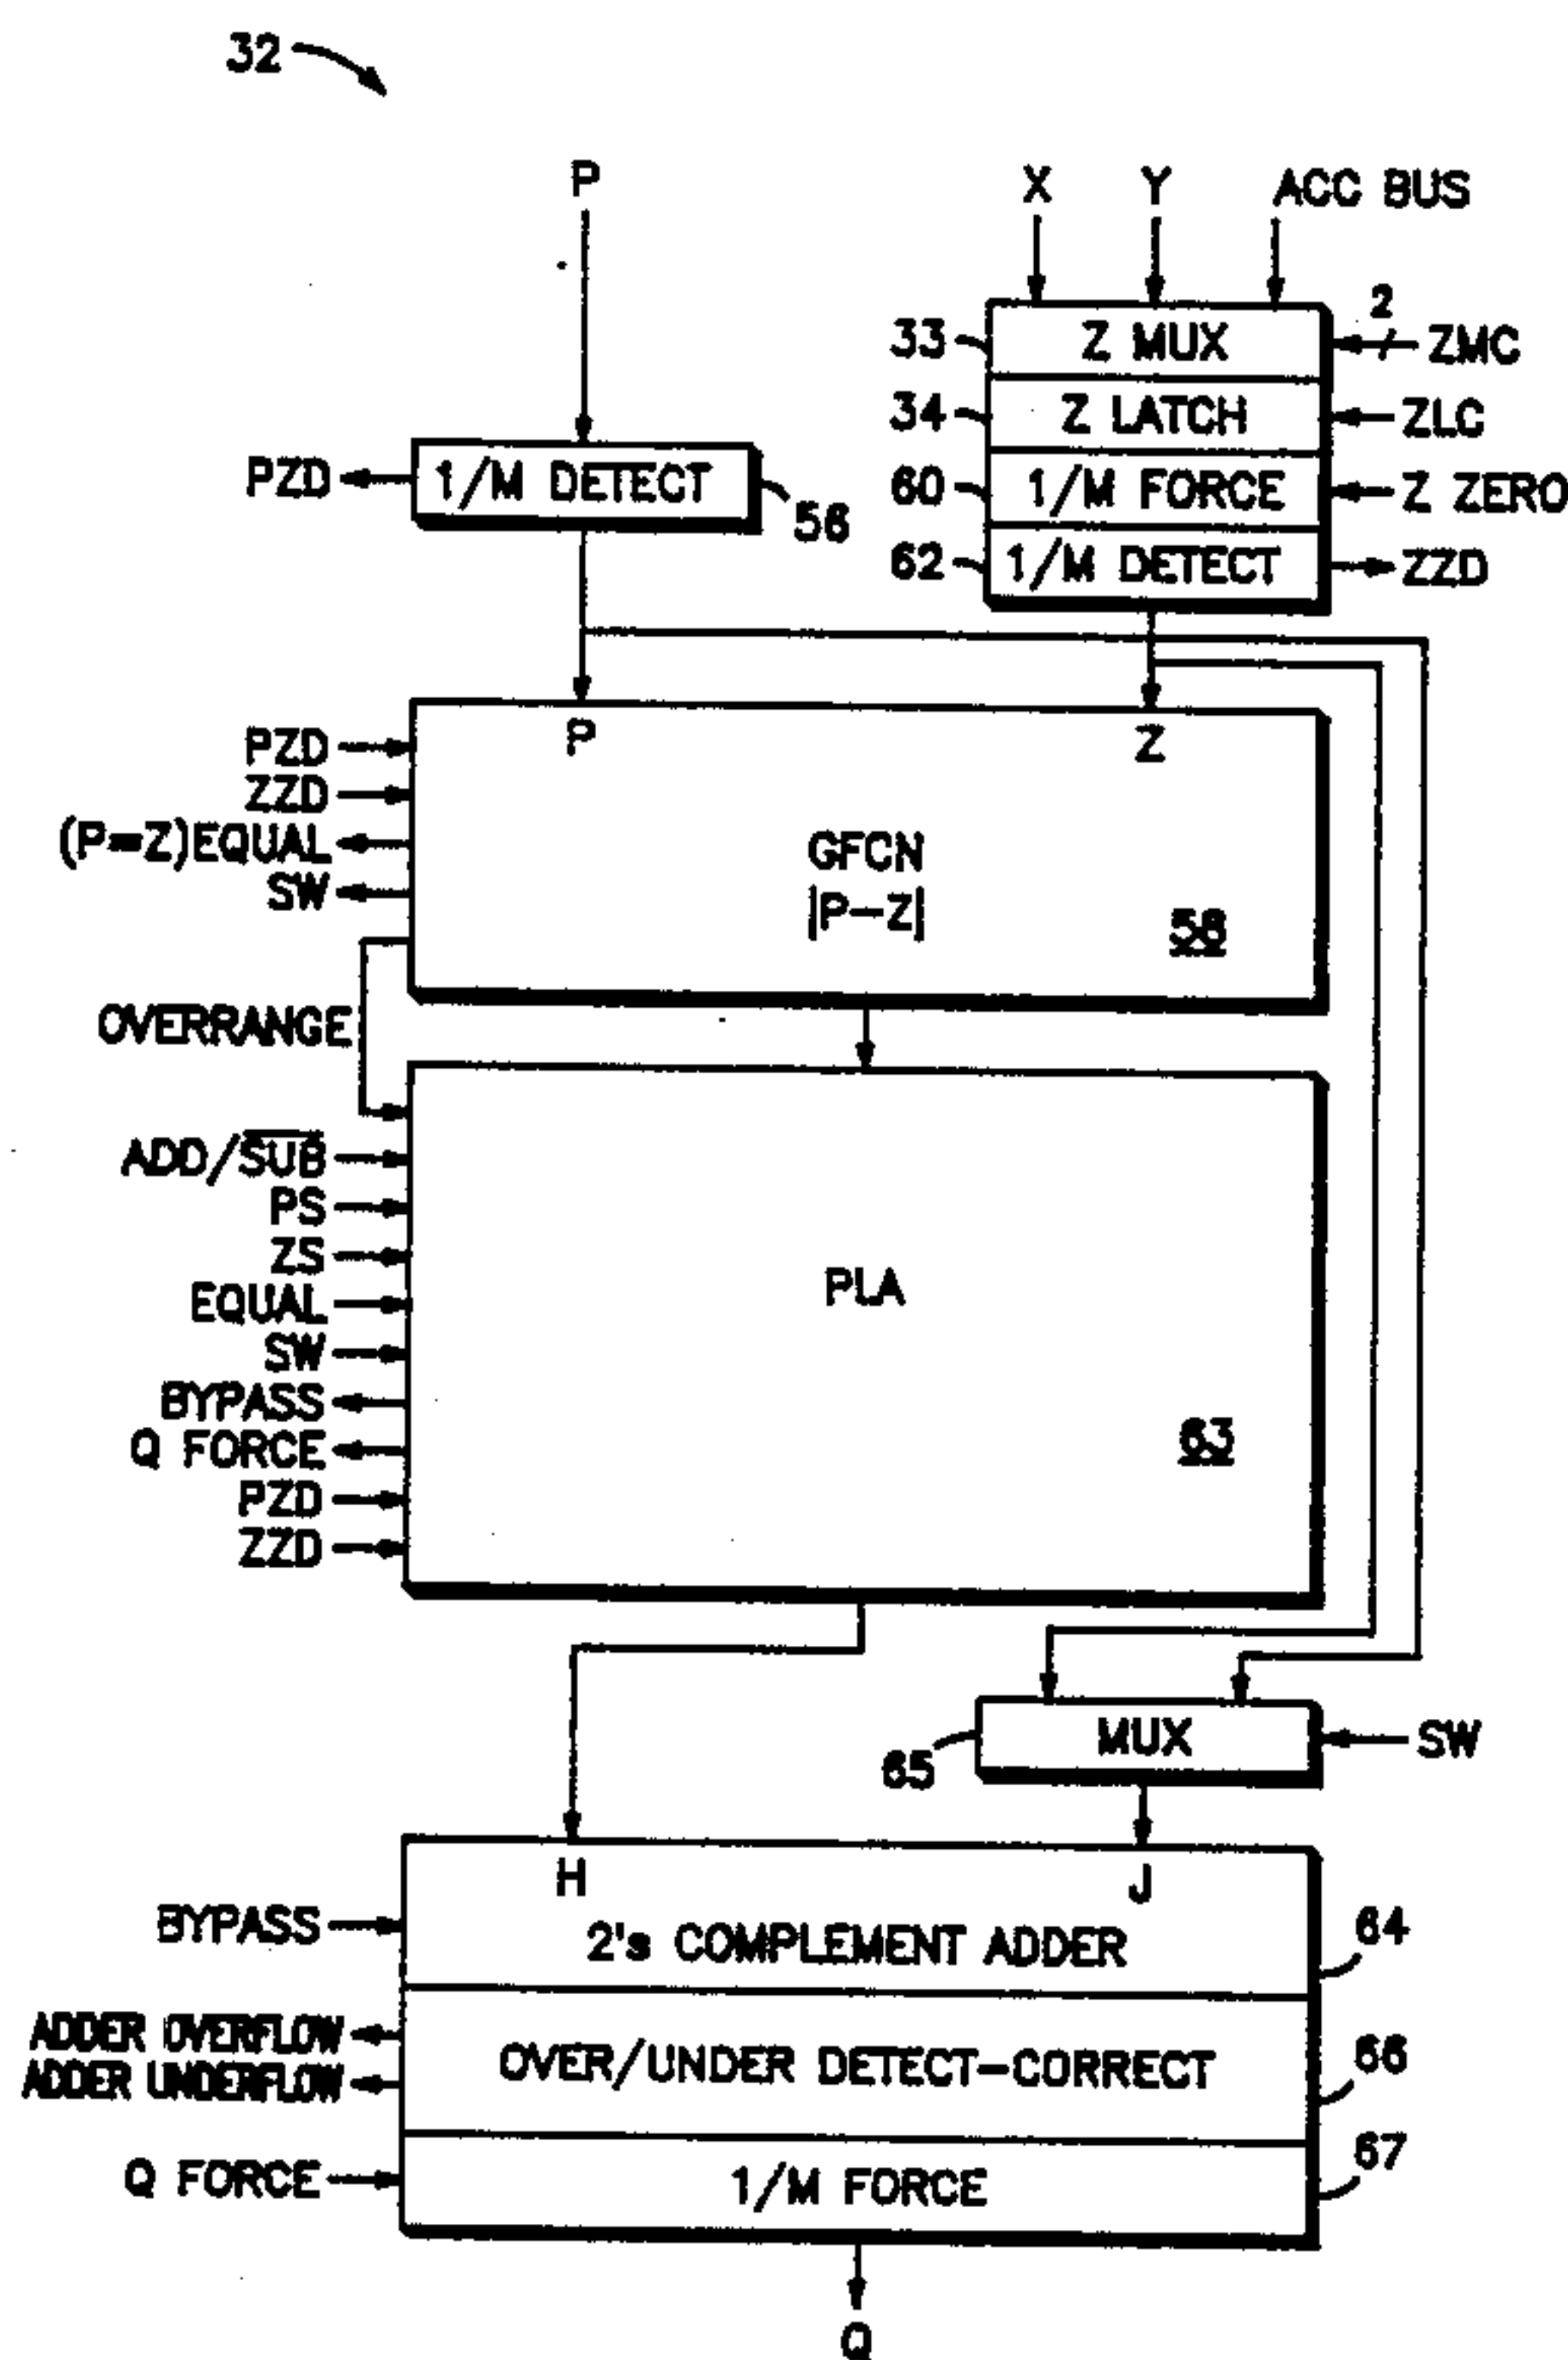 32
P
X Y ACC BUS
2
33 Z MUX ZMC
34 Z LATCH ZLC
PZD 1/M DETECT 56
60 1/M FORCE Z ZERO
62 1/M DETECT ZZD
P Z
PZD
ZZD
(P=Z)EQUAL
SW
GFCN
|P-Z|
58
OVERRANGE
ADD/S̅U̅B̅
PS
ZS
EQUAL
SW
BYPASS
Q FORCE
PZD
ZZD
PLA
63
65 MUX SW
H J
BYPASS 2's COMPLEMENT ADDER 64
ADDER OVERFLOW
ADDER UNDERFLOW
OVER/UNDER DETECT-CORRECT 66
Q FORCE 1/M FORCE 67
Q